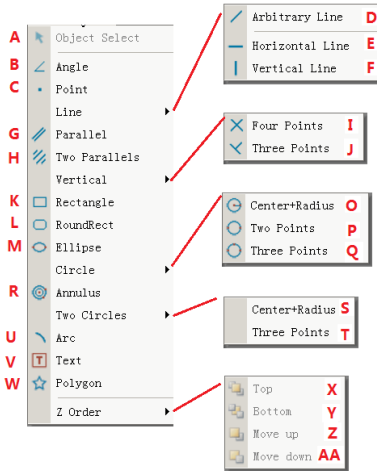 A Object Select
B Angle
C Point
Line
G Parallel
H Two Parallels
Vertical
K Rectangle
L RoundRect
M Ellipse
Circle
R Annulus
Two Circles
U Arc
V T Text
W Polygon
Z Order
Arbitrary Line D
Horizontal Line E
Vertical Line F
Four Points I
Three Points J
Center+Radius O
Two Points P
Three Points Q
Center+Radius S
Three Points T
Top X
Bottom Y
Move up Z
Move down AA